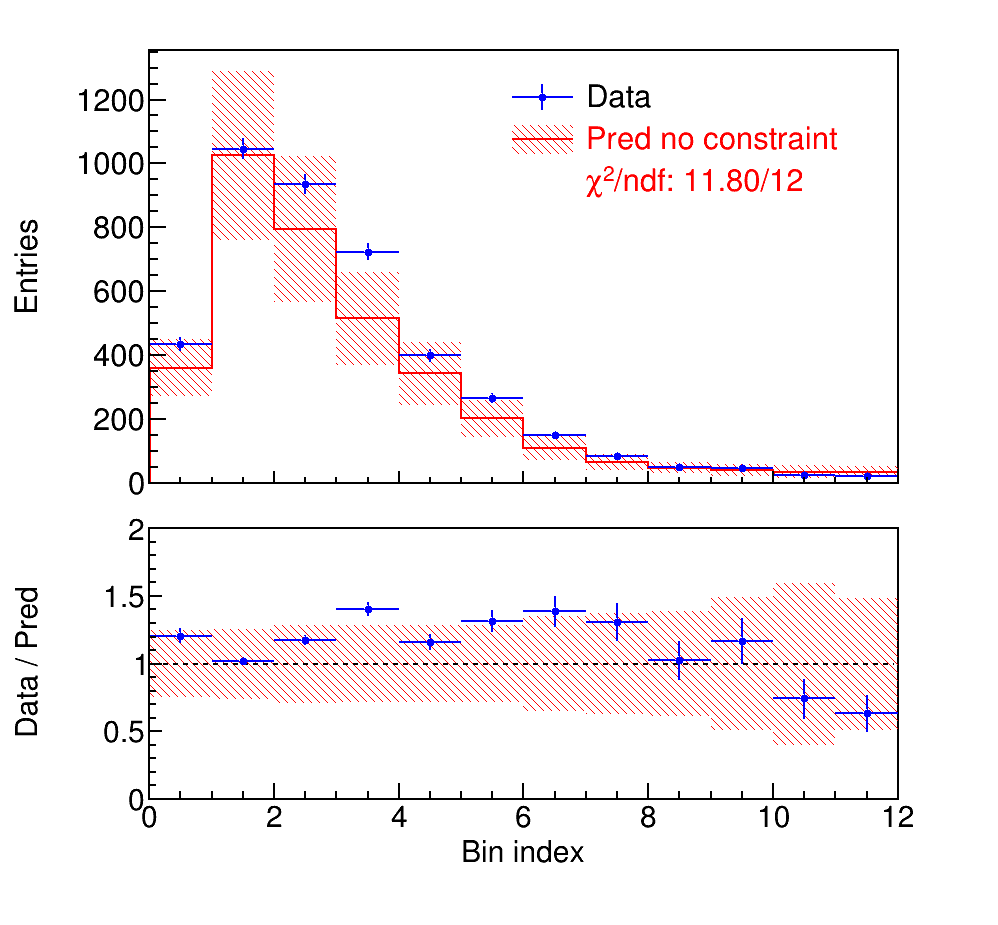 Entries
1200
1000
800
600
400
200
0
Data
Pred no constraint
χ²/ndf: 11.80/12
Data / Pred
2
1.5
1
0.5
0
0 2 4 6 8 10 12
Bin index